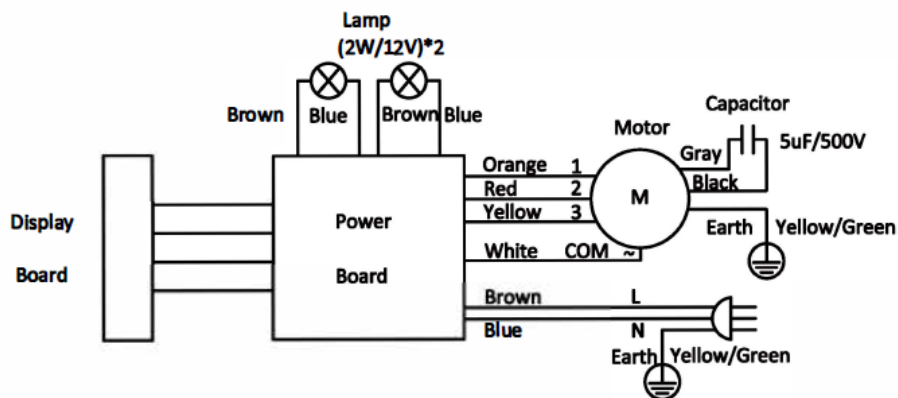 Lamp
(2W/12V)*2
Brown Blue Brown Blue
Capacitor
5uF/500V
Motor
Gray
Black
M
Orange 1
Red 2
Yellow 3
White COM ~
Display
Board
Power
Board
Earth Yellow/Green
Brown L
Blue N
Earth Yellow/Green